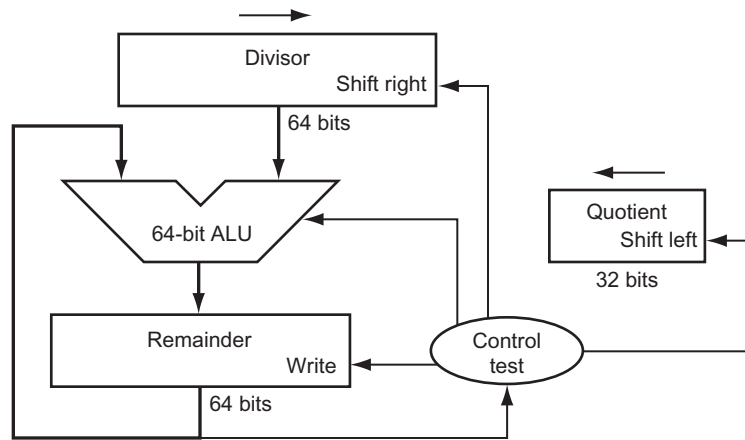 Divisor
Shift right
64 bits
64-bit ALU
Quotient
Shift left
32 bits
Remainder
Write
64 bits
Control
test